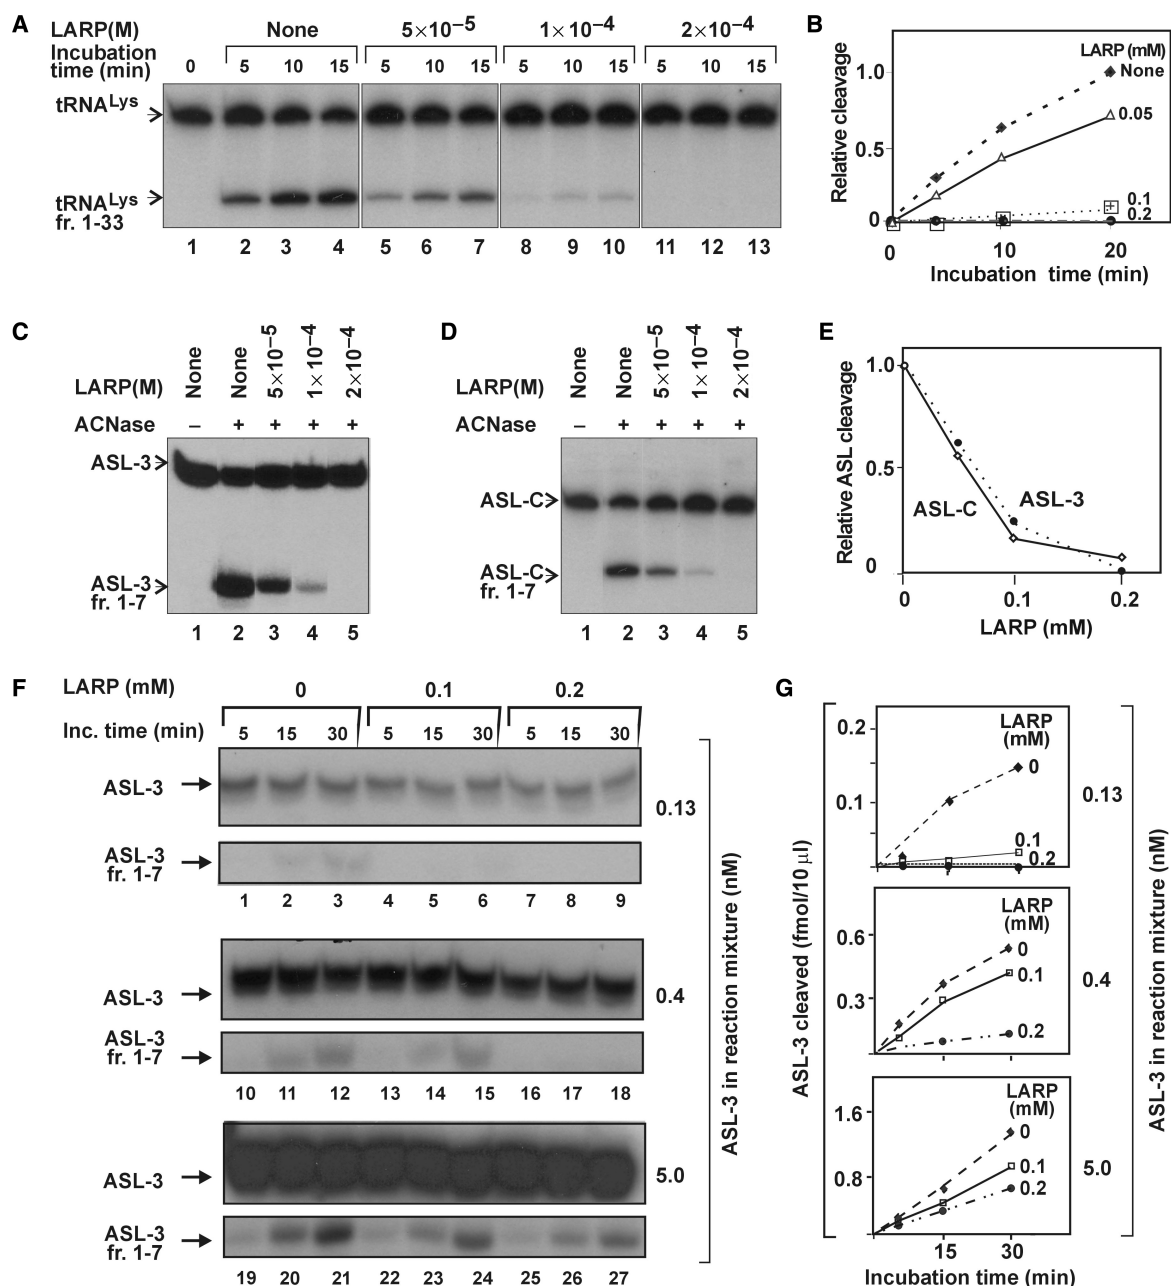 A
LARP(M) None 5×10⁻⁵ 1×10⁻⁴ 2×10⁻⁴
Incubation
time (min) 0 5 10 15 5 10 15 5 10 15 5 10 15
tRNALys
tRNALys
fr. 1-33
1 2 3 4 5 6 7 8 9 10 11 12 13
B
Relative cleavage
1.0
0.5
0
LARP (mM)
None
0.05
0.1
0.2
0 10 20
Incubation time (min)
C
LARP(M) None None 5×10⁻⁵ 1×10⁻⁴ 2×10⁻⁴
ACNase – + + + +
ASL-3
ASL-3
fr. 1-7
1 2 3 4 5
D
LARP(M) None None 5×10⁻⁵ 1×10⁻⁴ 2×10⁻⁴
ACNase – + + + +
ASL-C
ASL-C
fr. 1-7
1 2 3 4 5
E
Relative ASL cleavage
1.0
0.5
0
ASL-C
ASL-3
0 0.1 0.2
LARP (mM)
F
LARP (mM) 0 0.1 0.2
Inc. time (min) 5 15 30 5 15 30 5 15 30
ASL-3
0.13
ASL-3
fr. 1-7
1 2 3 4 5 6 7 8 9
ASL-3
0.4
ASL-3
fr. 1-7
10 11 12 13 14 15 16 17 18
ASL-3
5.0
ASL-3
fr. 1-7
19 20 21 22 23 24 25 26 27
ASL-3 in reaction mixture (nM)
G
ASL-3 cleaved (fmol/10 µl)
0.2
0.1
LARP
(mM)
0
0.1
0.2
0.13
0.6
0.3
LARP
(mM)
0
0.1
0.2
0.4
1.6
0.8
LARP
(mM)
0
0.1
0.2
5.0
15 30
Incubation time (min)
ASL-3 in reaction mixture (nM)